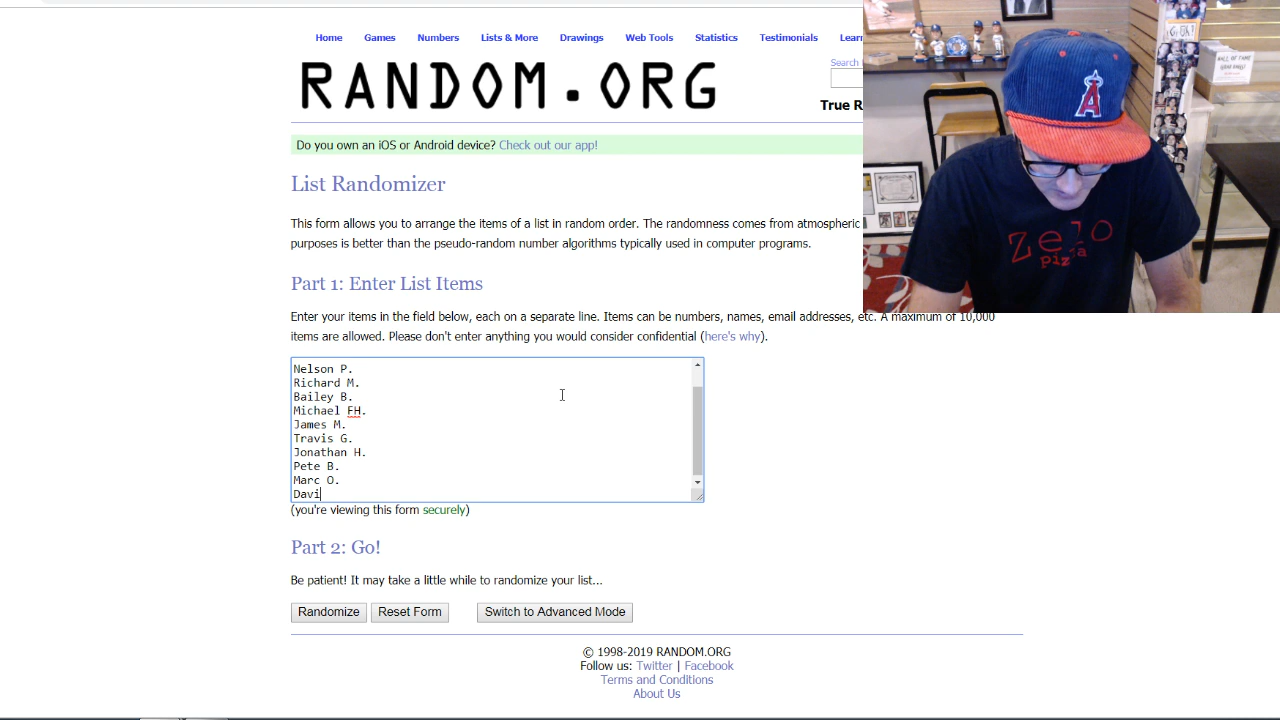 Home Games Numbers Lists & More Drawings Web Tools Statistics Testimonials Lear
Search
RANDOM.ORG
True R
Do you own an iOS or Android device? Check out our app!
List Randomizer
This form allows you to arrange the items of a list in random order. The randomness comes from atmospheric
purposes is better than the pseudo-random number algorithms typically used in computer programs.
Part 1: Enter List Items
Enter your items in the field below, each on a separate line. Items can be numbers, names, email addresses, etc. A maximum of 10,000
items are allowed. Please don't enter anything you would consider confidential (here's why).
Nelson P.
Richard M.
Bailey B.
Michael FH.
James M.
Travis G.
Jonathan H.
Pete B.
Marc O.
Davi
(you're viewing this form securely)
Part 2: Go!
Be patient! It may take a little while to randomize your list...
Randomize Reset Form Switch to Advanced Mode
© 1998-2019 RANDOM.ORG
Follow us: Twitter | Facebook
Terms and Conditions
About Us
A
zelo
pizza